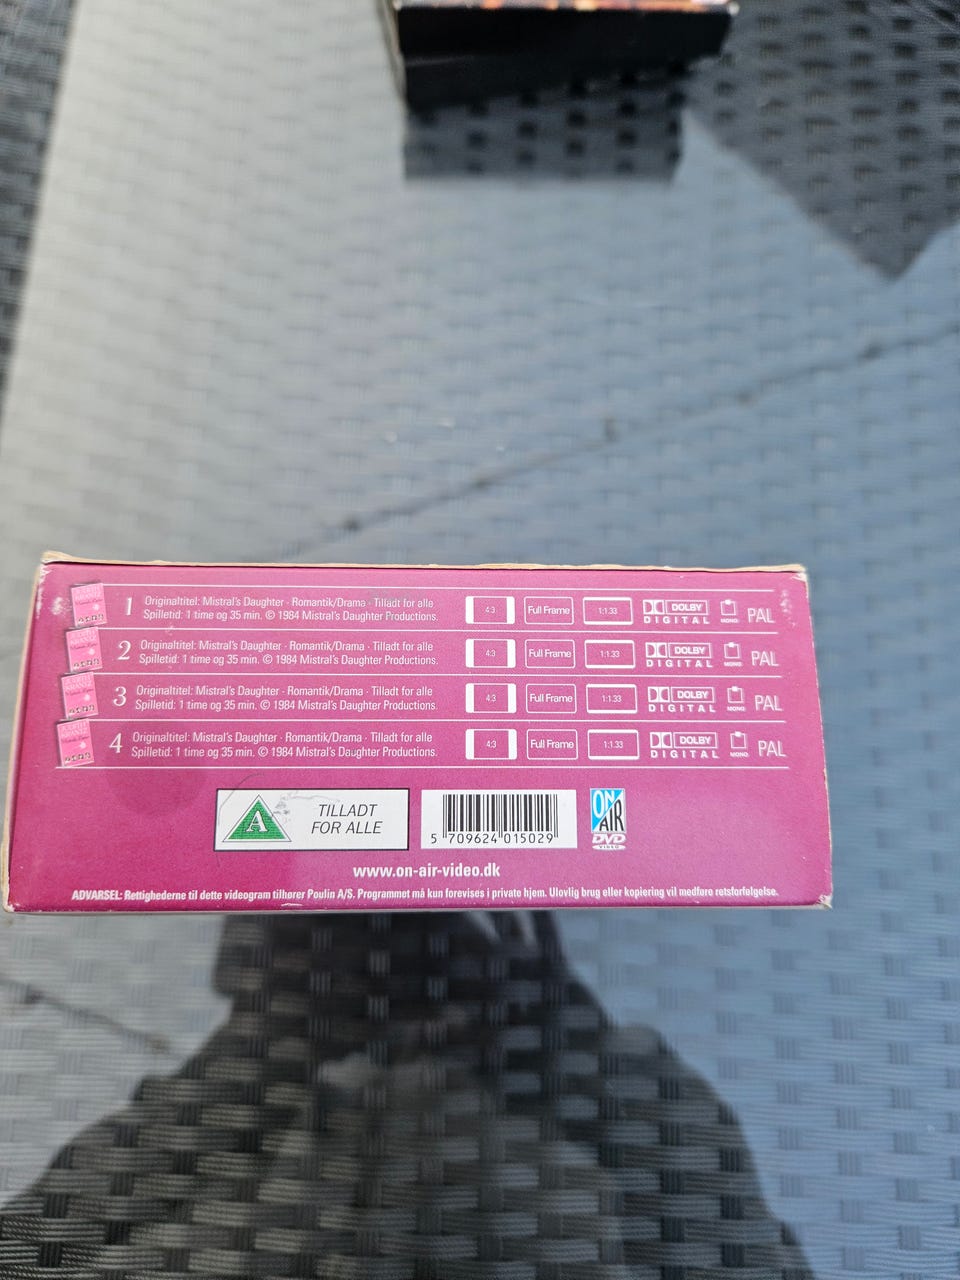 1 Originaltitel: Mistral's Daughter · Romantik/Drama · Tilladt for alle
Spilletid: 1 time og 35 min. © 1984 Mistral's Daughter Productions.
4:3 Full Frame 1:1.33 DOLBY DIGITAL MONO PAL
2 Originaltitel: Mistral's Daughter · Romantik/Drama · Tilladt for alle
Spilletid: 1 time og 35 min. © 1984 Mistral's Daughter Productions.
4:3 Full Frame 1:1.33 DOLBY DIGITAL MONO PAL
3 Originaltitel: Mistral's Daughter · Romantik/Drama · Tilladt for alle
Spilletid: 1 time og 35 min. © 1984 Mistral's Daughter Productions.
4:3 Full Frame 1:1.33 DOLBY DIGITAL MONO PAL
4 Originaltitel: Mistral's Daughter · Romantik/Drama · Tilladt for alle
Spilletid: 1 time og 35 min. © 1984 Mistral's Daughter Productions.
4:3 Full Frame 1:1.33 DOLBY DIGITAL MONO PAL
A TILLADT
FOR ALLE
5 709624 015029
ON
AIR
DVD
VIDEO
www.on-air-video.dk
ADVARSEL: Rettighederne til dette videogram tilhører Poulin A/S. Programmet må kun forevises i private hjem. Ulovlig brug eller kopiering vil medføre retsforfølgelse.